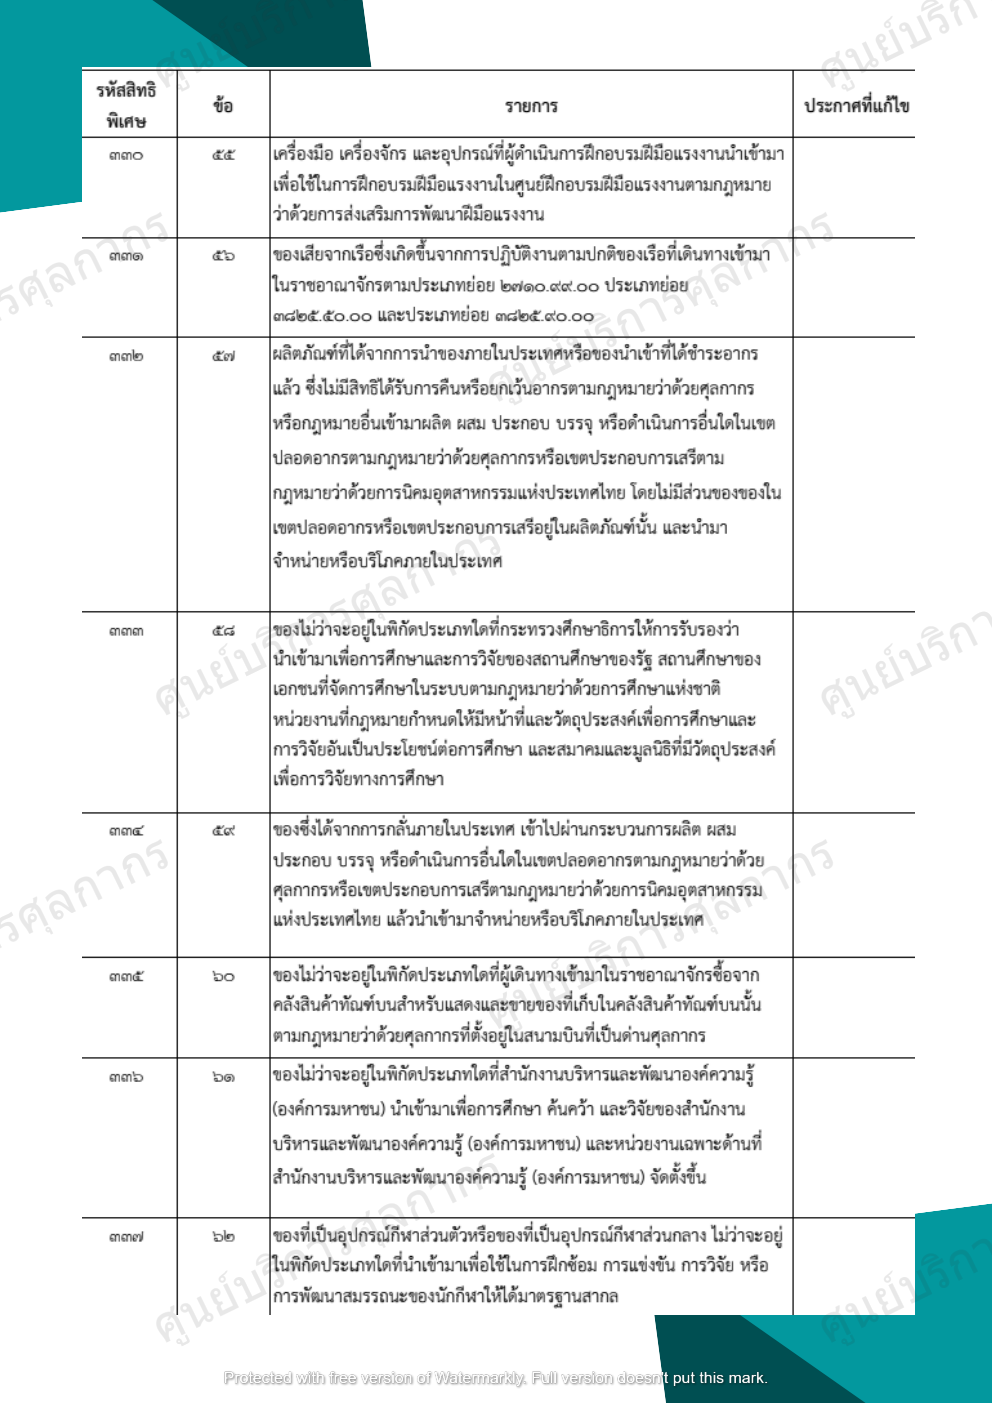 รหัสสิทธิพิเศษ ข้อ รายการ ประกาศที่แก้ไข
๓๓๐ ๕๕ เครื่องมือ เครื่องจักร และอุปกรณ์ที่ผู้ดำเนินการฝึกอบรมฝีมือแรงงานนำเข้ามา
เพื่อใช้ในการฝึกอบรมฝีมือแรงงานในศูนย์ฝึกอบรมฝีมือแรงงานตามกฎหมาย
ว่าด้วยการส่งเสริมการพัฒนาฝีมือแรงงาน
๓๓๑ ๕๖ ของเสียจากเรือซึ่งเกิดขึ้นจากการปฏิบัติงานตามปกติของเรือที่เดินทางเข้ามา
ในราชอาณาจักรตามประเภทย่อย ๒๗๑๐.๙๙.๐๐ ประเภทย่อย
๓๘๒๕.๕๐.๐๐ และประเภทย่อย ๓๘๒๕.๙๐.๐๐
๓๓๒ ๕๗ ผลิตภัณฑ์ที่ได้จากการนำของภายในประเทศหรือของนำเข้าที่ได้ชำระอากร
แล้ว ซึ่งไม่มีสิทธิได้รับการคืนหรือยกเว้นอากรตามกฎหมายว่าด้วยศุลกากร
หรือกฎหมายอื่นเข้ามาผลิต ผสม ประกอบ บรรจุ หรือดำเนินการอื่นใดในเขต
ปลอดอากรตามกฎหมายว่าด้วยศุลกากรหรือเขตประกอบการเสรีตาม
กฎหมายว่าด้วยการนิคมอุตสาหกรรมแห่งประเทศไทย โดยไม่มีส่วนของของใน
เขตปลอดอากรหรือเขตประกอบการเสรีอยู่ในผลิตภัณฑ์นั้น และนำมา
จำหน่ายหรือบริโภคภายในประเทศ
๓๓๓ ๕๘ ของไม่ว่าจะอยู่ในพิกัดประเภทใดที่กระทรวงศึกษาธิการให้การรับรองว่า
นำเข้ามาเพื่อการศึกษาและการวิจัยของสถานศึกษาของรัฐ สถานศึกษาของ
เอกชนที่จัดการศึกษาในระบบตามกฎหมายว่าด้วยการศึกษาแห่งชาติ
หน่วยงานที่กฎหมายกำหนดให้มีหน้าที่และวัตถุประสงค์เพื่อการศึกษาและ
การวิจัยอันเป็นประโยชน์ต่อการศึกษา และสมาคมและมูลนิธิที่มีวัตถุประสงค์
เพื่อการวิจัยทางการศึกษา
๓๓๔ ๕๙ ของซึ่งได้จากการกลั่นภายในประเทศ เข้าไปผ่านกระบวนการผลิต ผสม
ประกอบ บรรจุ หรือดำเนินการอื่นใดในเขตปลอดอากรตามกฎหมายว่าด้วย
ศุลกากรหรือเขตประกอบการเสรีตามกฎหมายว่าด้วยการนิคมอุตสาหกรรม
แห่งประเทศไทย แล้วนำเข้ามาจำหน่ายหรือบริโภคภายในประเทศ
๓๓๕ ๖๐ ของไม่ว่าจะอยู่ในพิกัดประเภทใดที่ผู้เดินทางเข้ามาในราชอาณาจักรซื้อจาก
คลังสินค้าทัณฑ์บนสำหรับแสดงและขายของที่เก็บในคลังสินค้าทัณฑ์บนนั้น
ตามกฎหมายว่าด้วยศุลกากรที่ตั้งอยู่ในสนามบินที่เป็นด่านศุลกากร
๓๓๖ ๖๑ ของไม่ว่าจะอยู่ในพิกัดประเภทใดที่สำนักงานบริหารและพัฒนาองค์ความรู้
(องค์การมหาชน) นำเข้ามาเพื่อการศึกษา ค้นคว้า และวิจัยของสำนักงาน
บริหารและพัฒนาองค์ความรู้ (องค์การมหาชน) และหน่วยงานเฉพาะด้านที่
สำนักงานบริหารและพัฒนาองค์ความรู้ (องค์การมหาชน) จัดตั้งขึ้น
๓๓๗ ๖๒ ของที่เป็นอุปกรณ์กีฬาส่วนตัวหรือของที่เป็นอุปกรณ์กีฬาส่วนกลาง ไม่ว่าจะอยู่
ในพิกัดประเภทใดที่นำเข้ามาเพื่อใช้ในการฝึกซ้อม การแข่งขัน การวิจัย หรือ
การพัฒนาสมรรถนะของนักกีฬาให้ได้มาตรฐานสากล
ศูนย์บริการศุลกากร
Protected with free version of Watermarkly. Full version doesn't put this mark.